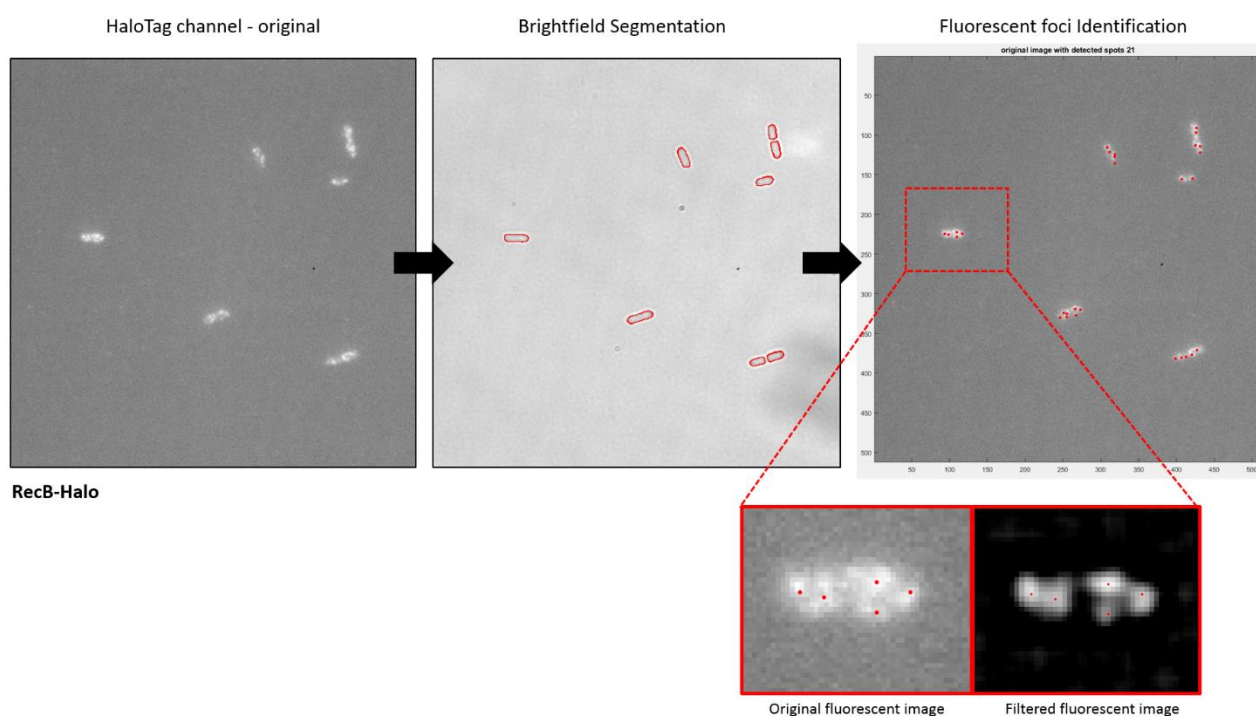 HaloTag channel - original
Brightfield Segmentation
Fluorescent foci Identification
original image with detected spots 21
50
100
150
200
250
300
350
400
450
500
50 100 150 200 250 300 350 400 450 500
RecB-Halo
Original fluorescent image
Filtered fluorescent image